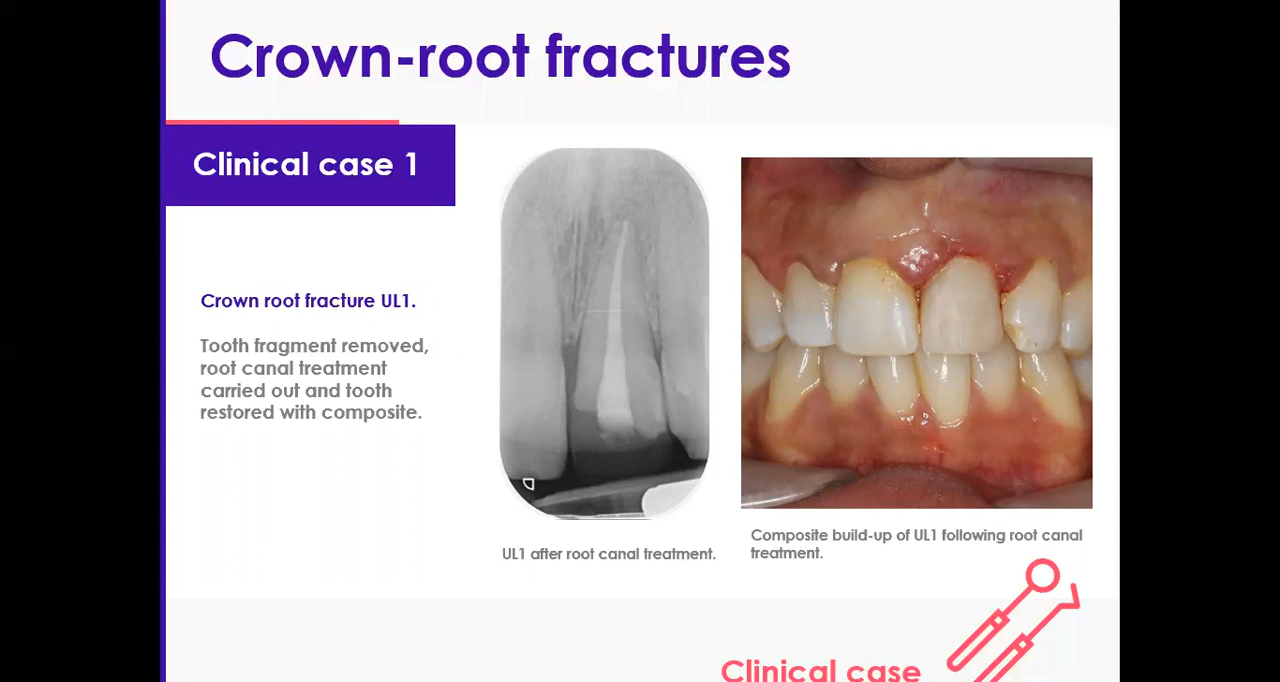 Crown-root fractures
Clinical case 1
Crown root fracture UL1.
Tooth fragment removed,
root canal treatment
carried out and tooth
restored with composite.
UL1 after root canal treatment.
Composite build-up of UL1 following root canal
treatment.
Clinical case